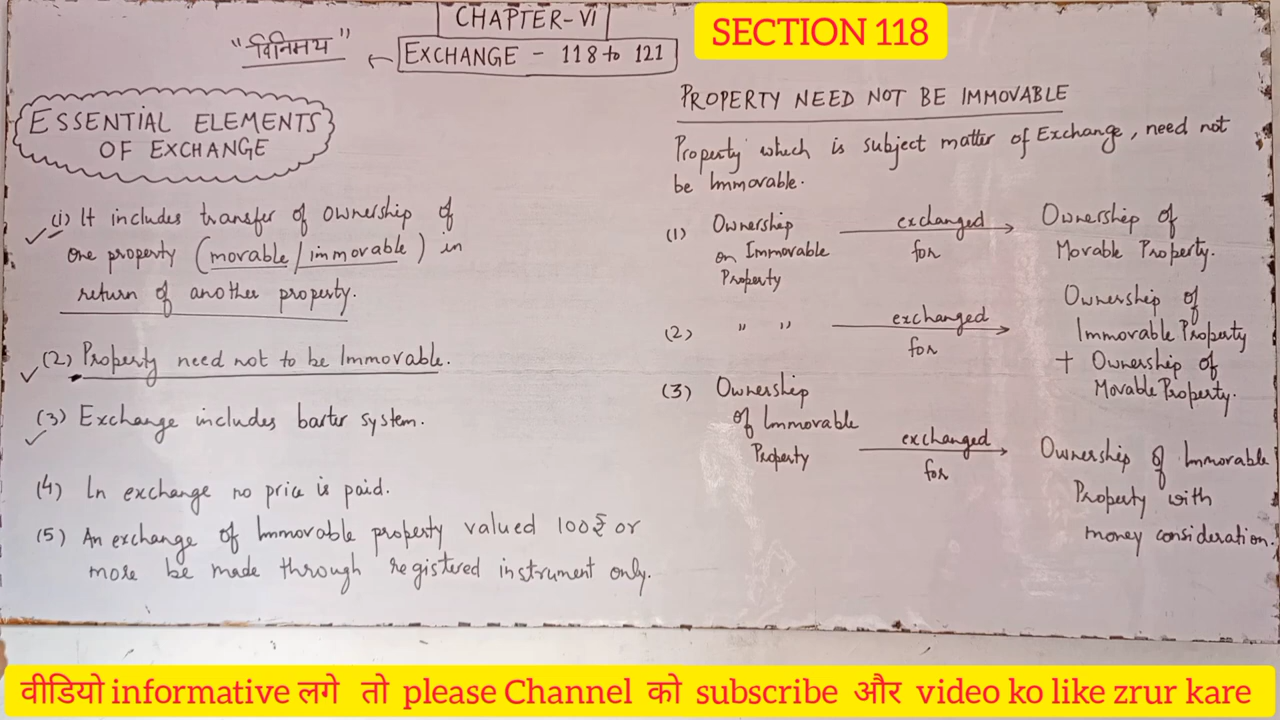 CHAPTER-VI
"विनिमय" ← EXCHANGE - 118 to 121
SECTION 118
ESSENTIAL ELEMENTS
OF EXCHANGE
(1) It includes transfer of ownership of
one property (movable/immovable) in
return of another property.
(2) Property need not to be Immovable.
(3) Exchange includes barter system.
(4) In exchange no price is paid.
(5) An exchange of Immovable property valued 100₹ or
more be made through registered instrument only.
PROPERTY NEED NOT BE IMMOVABLE
Property which is subject matter of Exchange, need not
be Immovable.
(1) Ownership
on Immovable
Property
exchanged
for
Ownership of
Movable Property.
(2) " "
exchanged
for
Ownership of
Immovable Property
+ Ownership of
Movable Property.
(3) Ownership
of Immovable
Property
exchanged
for
Ownership of Immovable
Property with
money consideration.
वीडियो informative लगे तो please Channel को subscribe और video ko like zrur kare